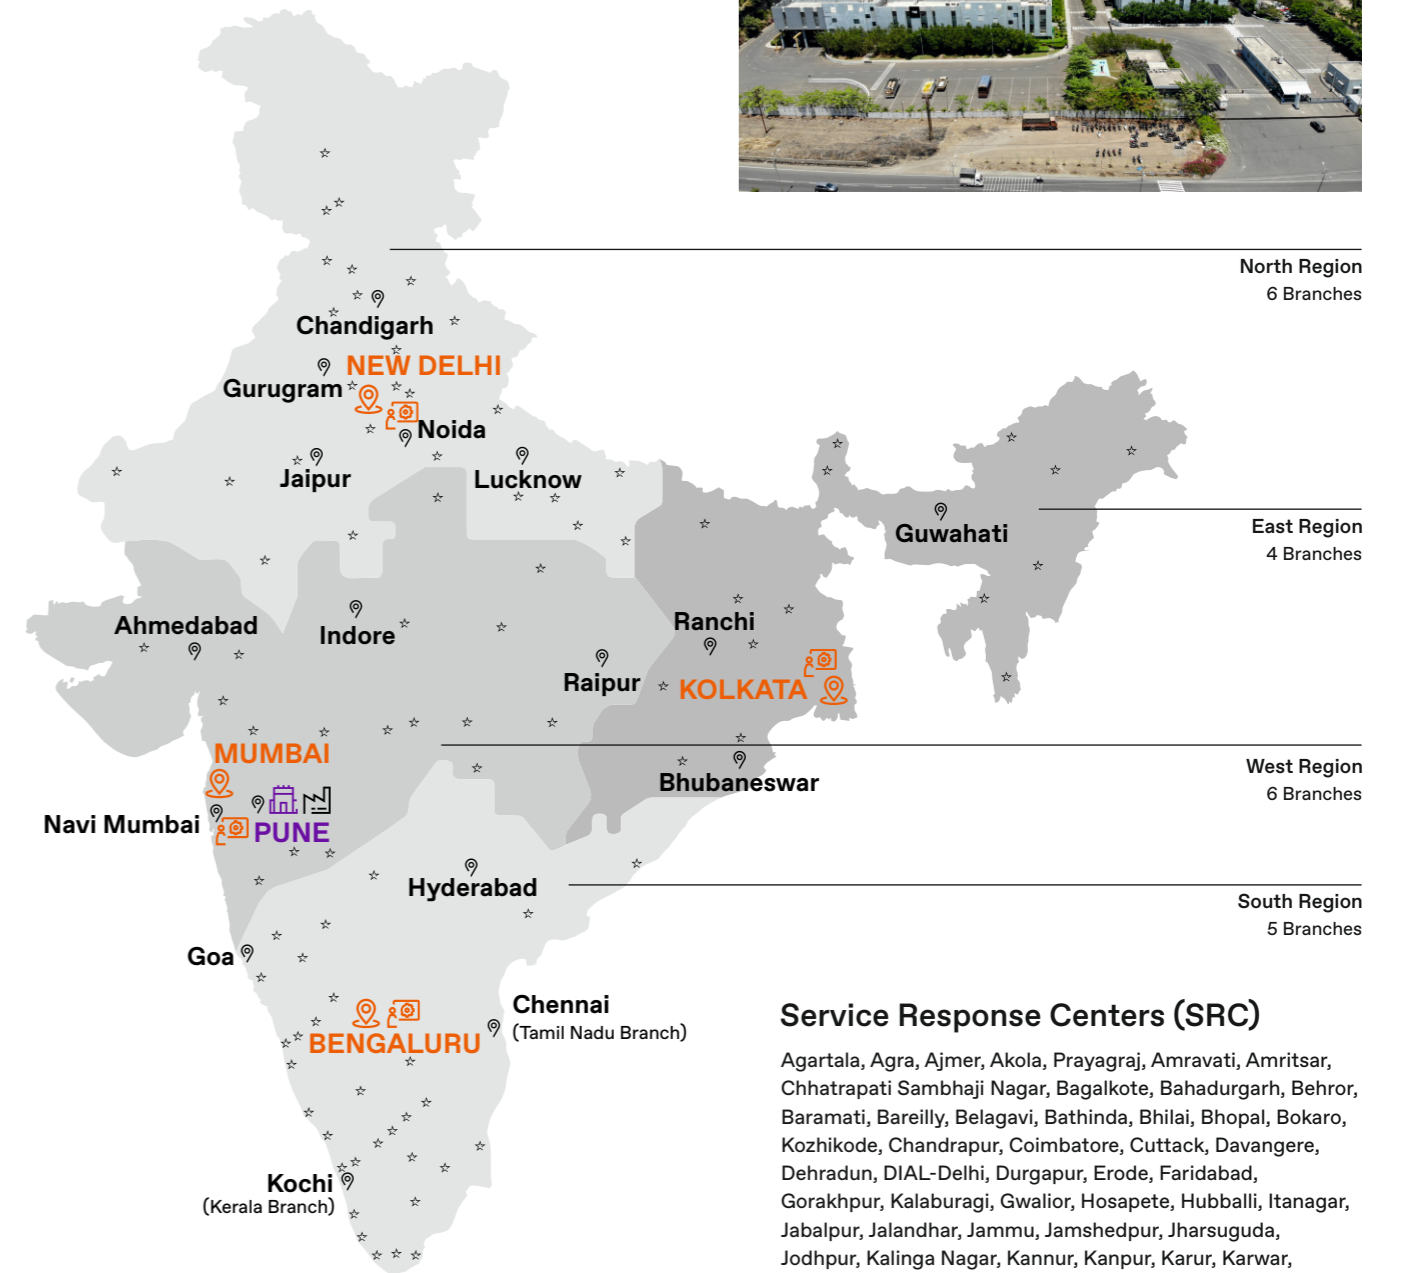 North Region
6 Branches
Chandigarh
NEW DELHI
Gurugram
Noida
Jaipur
Lucknow
Guwahati
East Region
4 Branches
Ahmedabad
Indore
Ranchi
Raipur
KOLKATA
MUMBAI
West Region
6 Branches
Bhubaneswar
Navi Mumbai
PUNE
Hyderabad
South Region
5 Branches
Goa
Chennai
(Tamil Nadu Branch)
BENGALURU
Kochi
(Kerala Branch)
Service Response Centers (SRC)
Agartala, Agra, Ajmer, Akola, Prayagraj, Amravati, Amritsar,
Chhatrapati Sambhaji Nagar, Bagalkote, Bahadurgarh, Behror,
Baramati, Bareilly, Belagavi, Bathinda, Bhilai, Bhopal, Bokaro,
Kozhikode, Chandrapur, Coimbatore, Cuttack, Davangere,
Dehradun, DIAL-Delhi, Durgapur, Erode, Faridabad,
Gorakhpur, Kalaburagi, Gwalior, Hosapete, Hubballi, Itanagar,
Jabalpur, Jalandhar, Jammu, Jamshedpur, Jharsuguda,
Jodhpur, Kalinga Nagar, Kannur, Kanpur, Karur, Karwar,